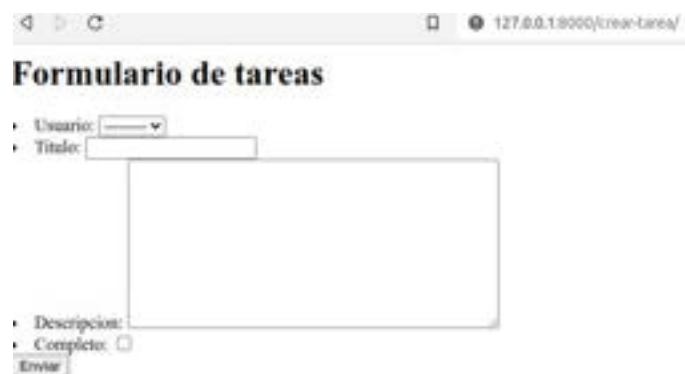 127.0.0.1:8000/crear-tarea/
Formulario de tareas
Usuario: ---------
Titulo:
Descripcion:
Completo:
Enviar